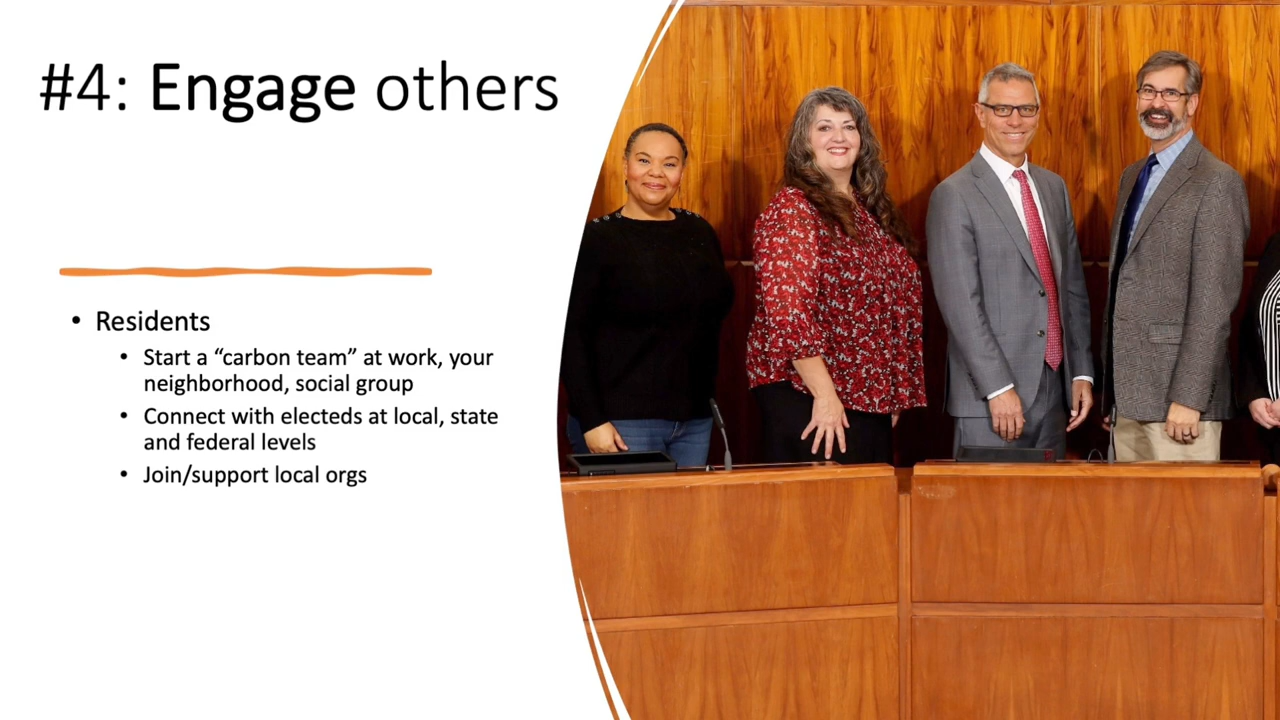 #4: Engage others
• Residents
• Start a “carbon team” at work, your
neighborhood, social group
• Connect with electeds at local, state
and federal levels
• Join/support local orgs